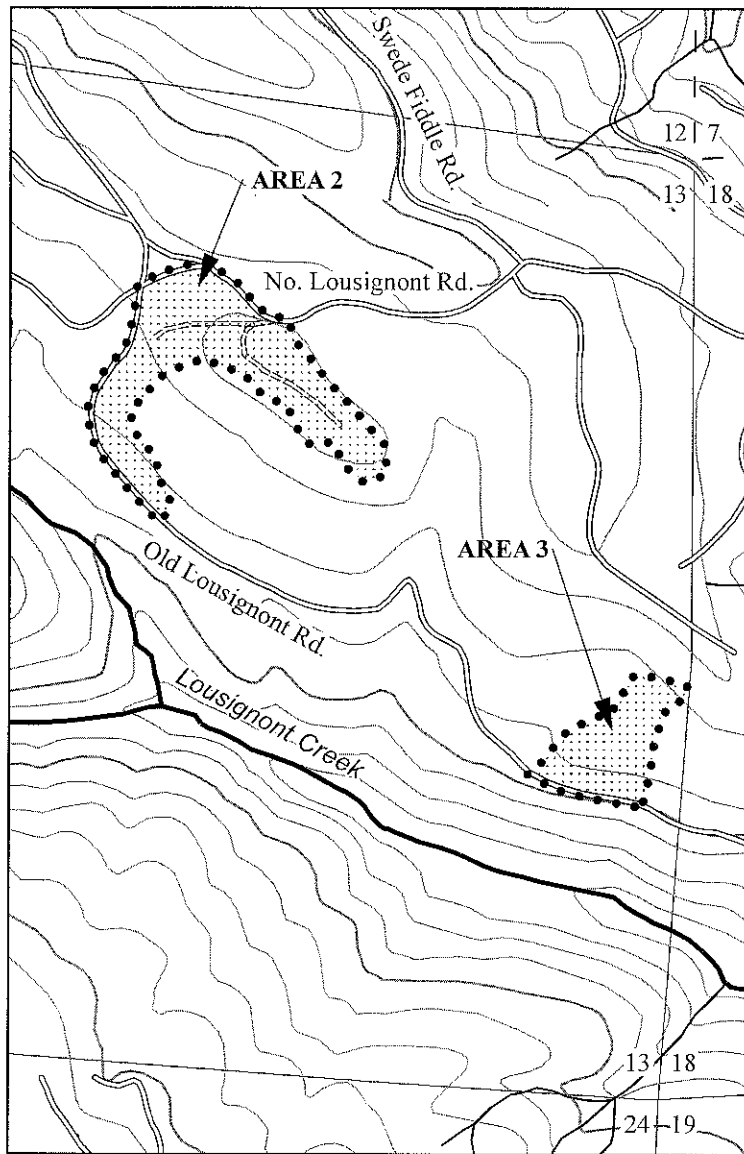 Swede Fiddle Rd.
12 7
13 18
AREA 2
No. Lousignont Rd.
AREA 3
Old Lousignont Rd.
Lousignont Creek
13 18
24 19